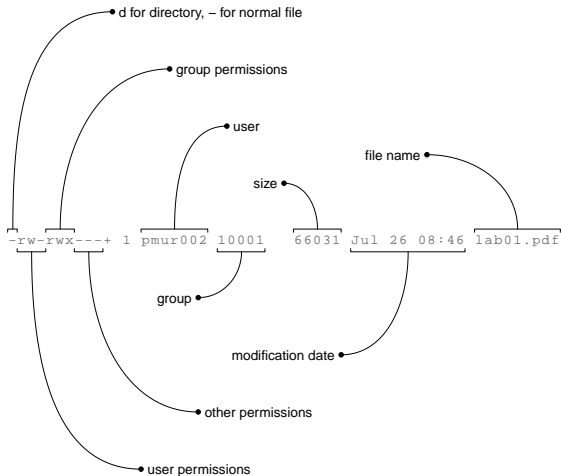 d for directory, – for normal file
group permissions
user
file name
size
-rw-rwx---+ 1 pmur002 10001 66031 Jul 26 08:46 lab01.pdf
group
modification date
other permissions
user permissions